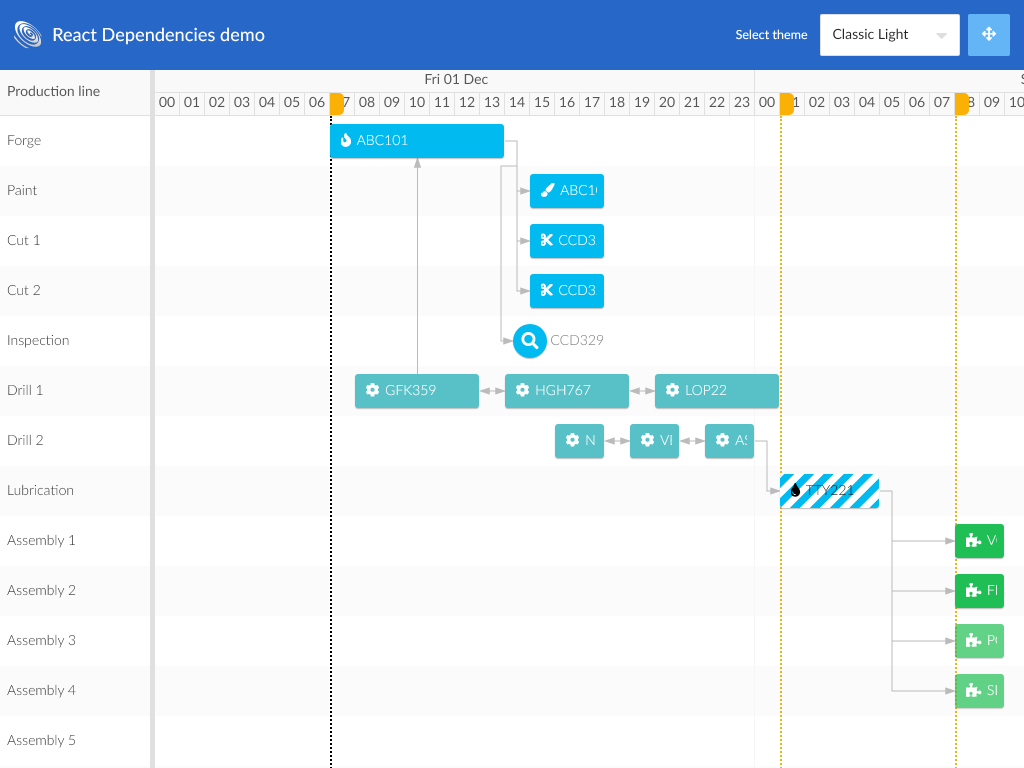 React Dependencies demo
Select theme
Classic Light
Production line
Fri 01 Dec
S
00 01 02 03 04 05 06 7 08 09 10 11 12 13 14 15 16 17 18 19 20 21 22 23 00 1 02 03 04 05 06 07 8 09 10
Forge
ABC101
Paint
ABC1
Cut 1
CCD3
Cut 2
CCD3
Inspection
CCD329
Drill 1
GFK359
HGH767
LOP22
Drill 2
N
VI
AS
Lubrication
TTY221
Assembly 1
V
Assembly 2
FI
Assembly 3
P
Assembly 4
SI
Assembly 5